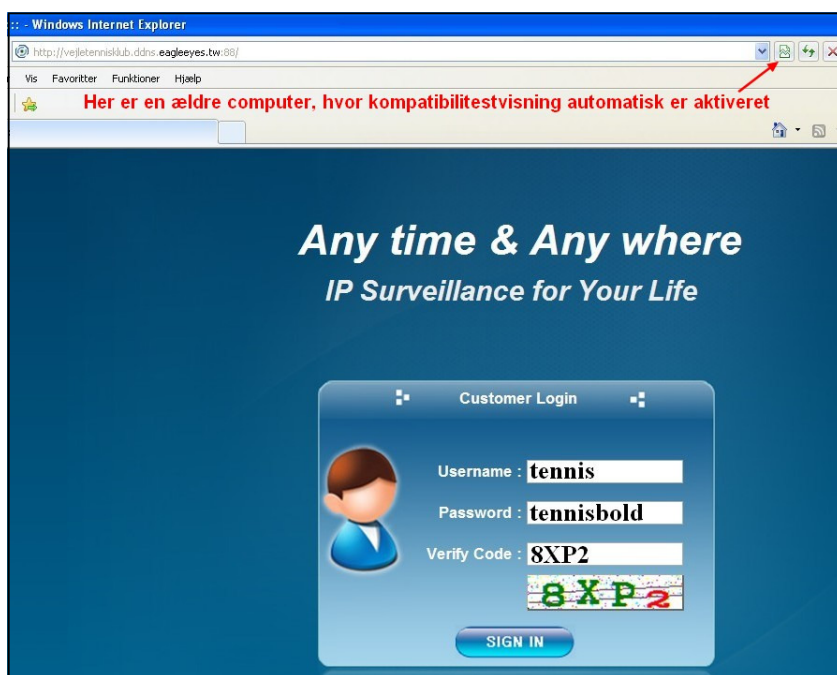 :: - Windows Internet Explorer
http://vejletennisklub.ddns.eagleeyes.tw:88/
Vis Favoritter Funktioner Hjælp
Her er en ældre computer, hvor kompatibilitestvisning automatisk er aktiveret
Any time & Any where
IP Surveillance for Your Life
Customer Login
Username : tennis
Password : tennisbold
Verify Code : 8XP2
8XP2
SIGN IN